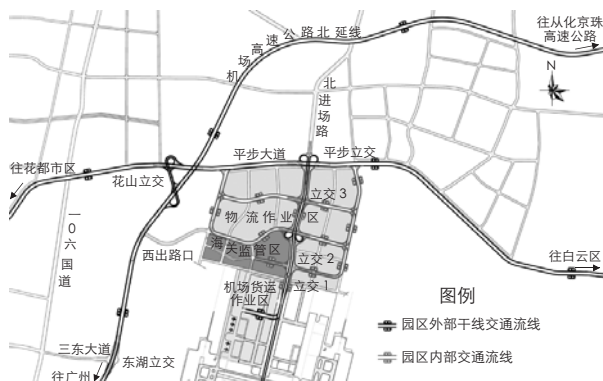 往从化京珠
高速公路
机场高速公路北延线
N
北进场路
平步大道
平步立交
往花都市区
花山立交
立交3
物流作业区
一0六国道
海关监管区
西出路口
立交2
往白云区
机场货运
作业区
立交1
图例
园区外部干线交通流线
园区内部交通流线
三东大道
东湖立交
往广州